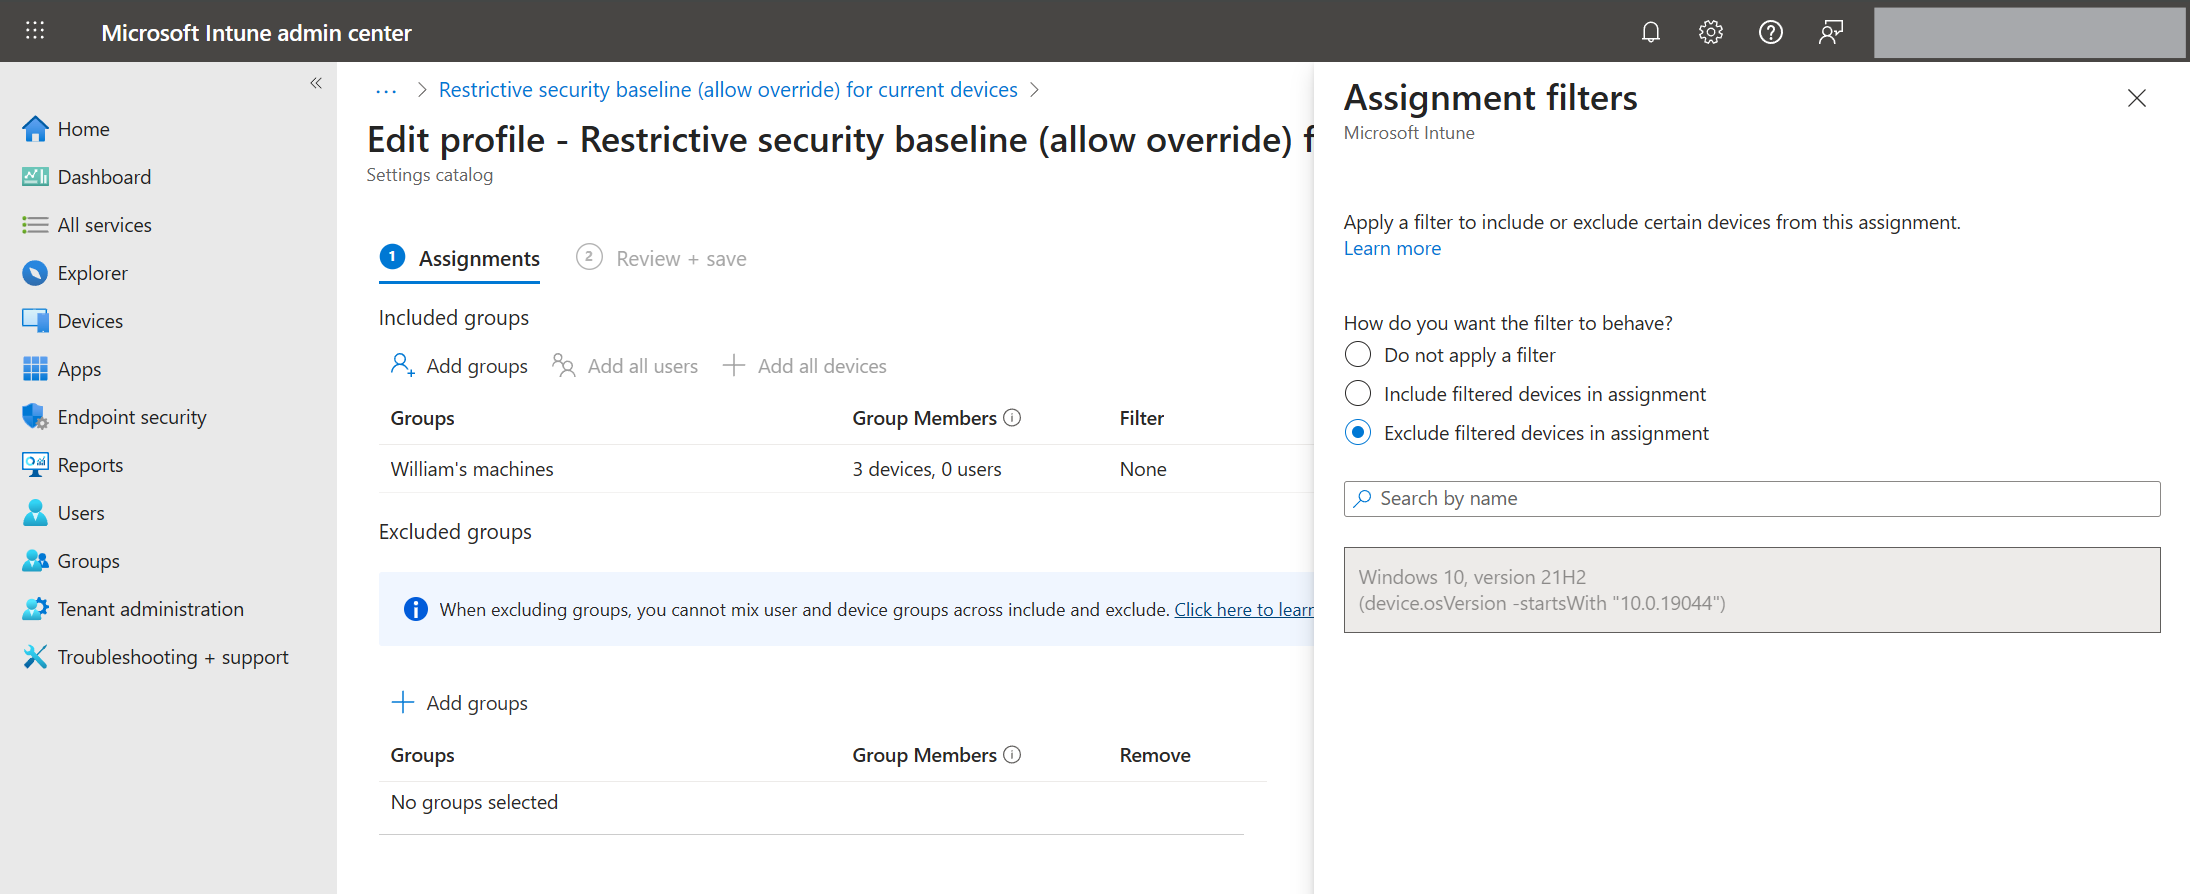 Microsoft Intune admin center
Home
Dashboard
All services
Explorer
Devices
Apps
Endpoint security
Reports
Users
Groups
Tenant administration
Troubleshooting + support
... > Restrictive security baseline (allow override) for current devices >
Edit profile - Restrictive security baseline (allow override) f
Settings catalog
1 Assignments
2 Review + save
Included groups
Add groups
Add all users
Add all devices
Groups Group Members Filter
William's machines 3 devices, 0 users None
Excluded groups
When excluding groups, you cannot mix user and device groups across include and exclude. Click here to learn
Add groups
Groups Group Members Remove
No groups selected
Assignment filters
Microsoft Intune
Apply a filter to include or exclude certain devices from this assignment.
Learn more
How do you want the filter to behave?
Do not apply a filter
Include filtered devices in assignment
Exclude filtered devices in assignment
Search by name
Windows 10, version 21H2
(device.osVersion -startsWith "10.0.19044")